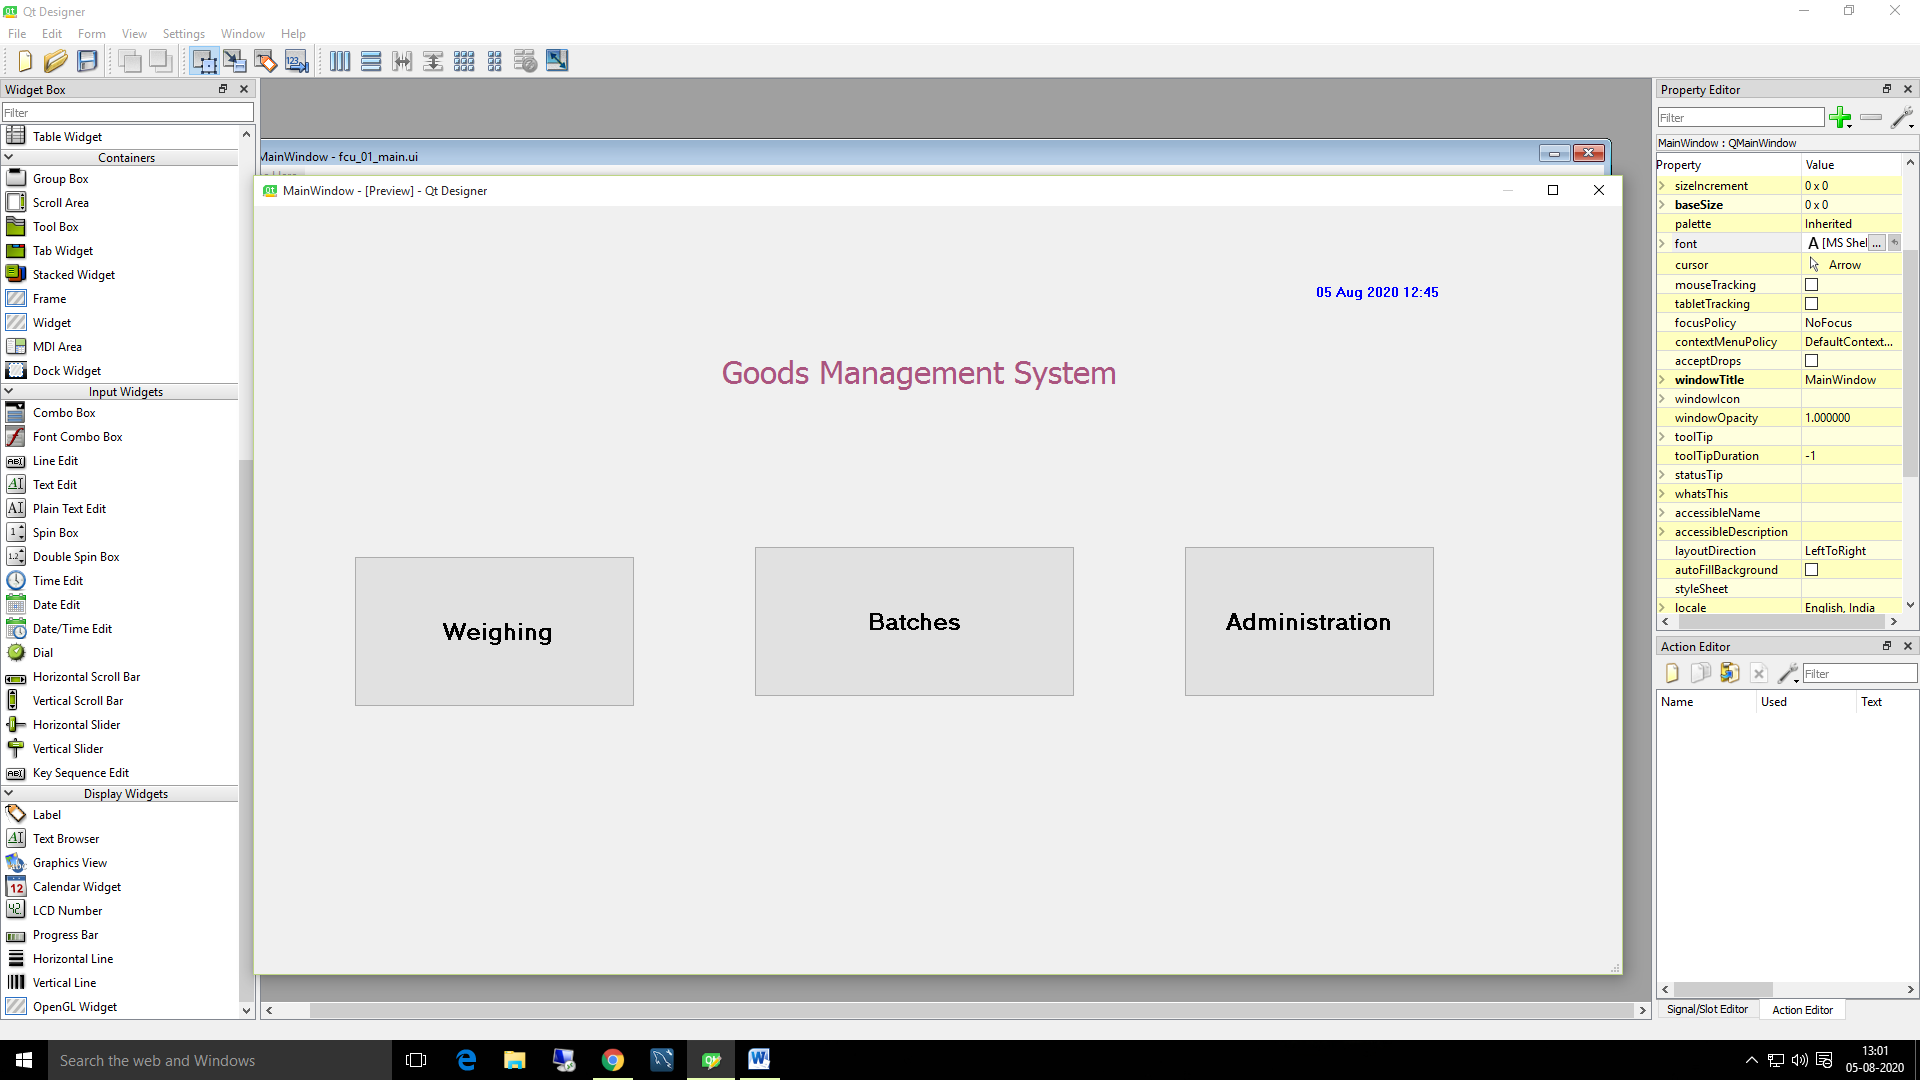 Qt Designer
File Edit Form View Settings Window Help
Widget Box
Filter
Table Widget
Containers
Group Box
Scroll Area
Tool Box
Tab Widget
Stacked Widget
Frame
Widget
MDI Area
Dock Widget
Input Widgets
Combo Box
Font Combo Box
Line Edit
Text Edit
Plain Text Edit
Spin Box
Double Spin Box
Time Edit
Date Edit
Date/Time Edit
Dial
Horizontal Scroll Bar
Vertical Scroll Bar
Horizontal Slider
Vertical Slider
Key Sequence Edit
Display Widgets
Label
Text Browser
Graphics View
Calendar Widget
LCD Number
Progress Bar
Horizontal Line
Vertical Line
OpenGL Widget
MainWindow - fcu_01_main.ui
MainWindow - [Preview] - Qt Designer
05 Aug 2020 12:45
Goods Management System
Weighing
Batches
Administration
Property Editor
Filter
MainWindow : QMainWindow
Property Value
sizeIncrement 0 x 0
baseSize 0 x 0
palette Inherited
font A [MS Shel ...
cursor Arrow
mouseTracking
tabletTracking
focusPolicy NoFocus
contextMenuPolicy DefaultContext...
acceptDrops
windowTitle MainWindow
windowIcon
windowOpacity 1.000000
toolTip
toolTipDuration -1
statusTip
whatsThis
accessibleName
accessibleDescription
layoutDirection LeftToRight
autoFillBackground
styleSheet
locale English, India
Action Editor
Filter
Name Used Text
Signal/Slot Editor Action Editor
Search the web and Windows
13:01
05-08-2020